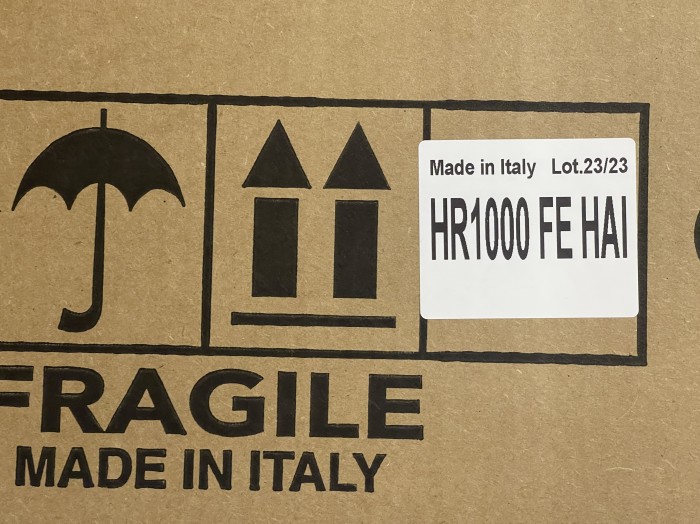 Made in Italy Lot.23/23
HR1000 FE HAI
FRAGILE
MADE IN ITALY